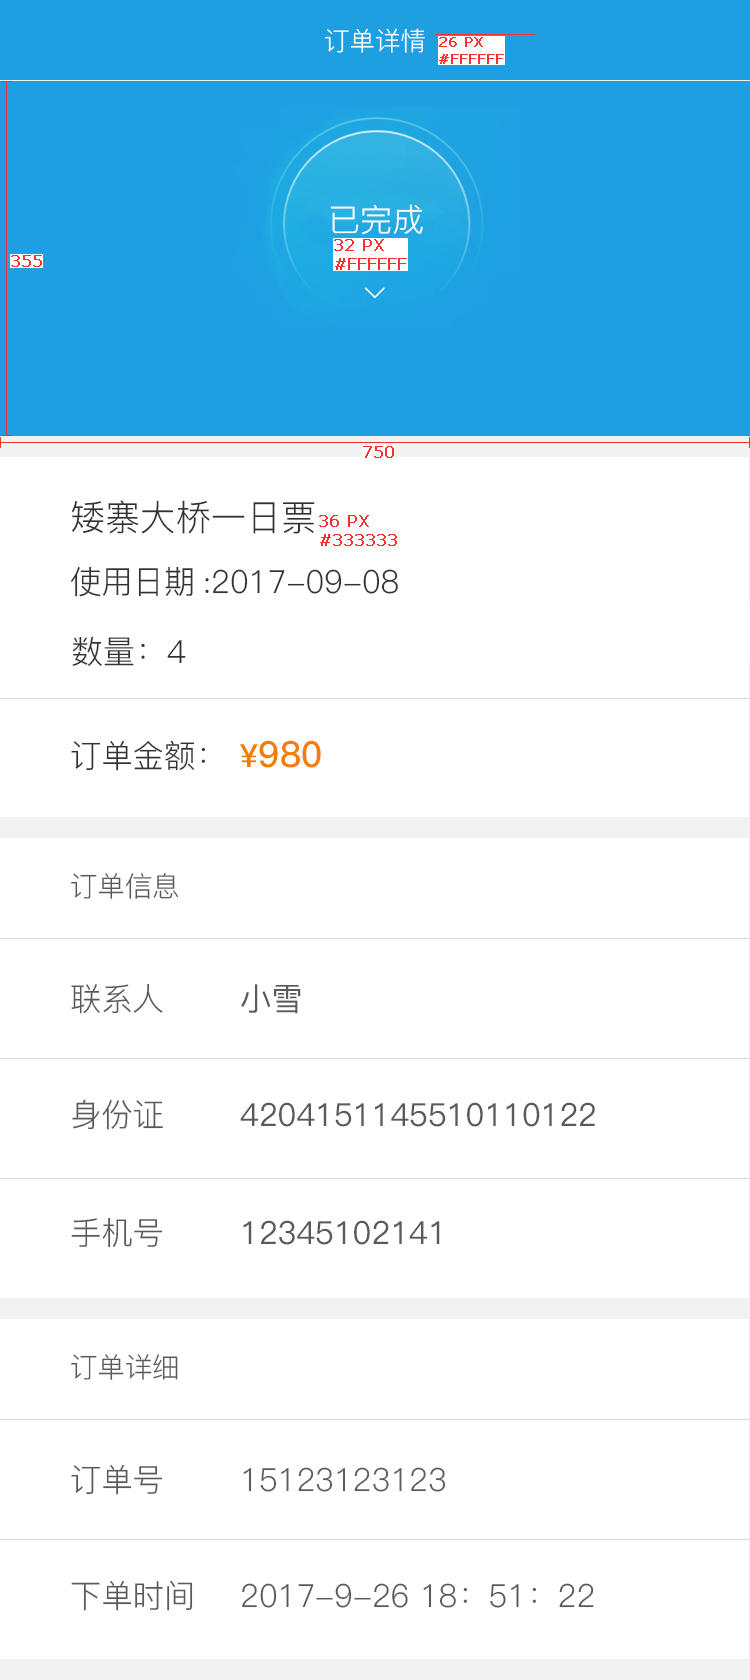 订单详情
26 PX
#FFFFFF
已完成
32 PX
#FFFFFF
355
750
矮寨大桥一日票
36 PX
#333333
使用日期 :2017-09-08
数量：4
订单金额： ¥980
订单信息
联系人 小雪
身份证 4204151145510110122
手机号 12345102141
订单详细
订单号 15123123123
下单时间 2017-9-26 18：51：22